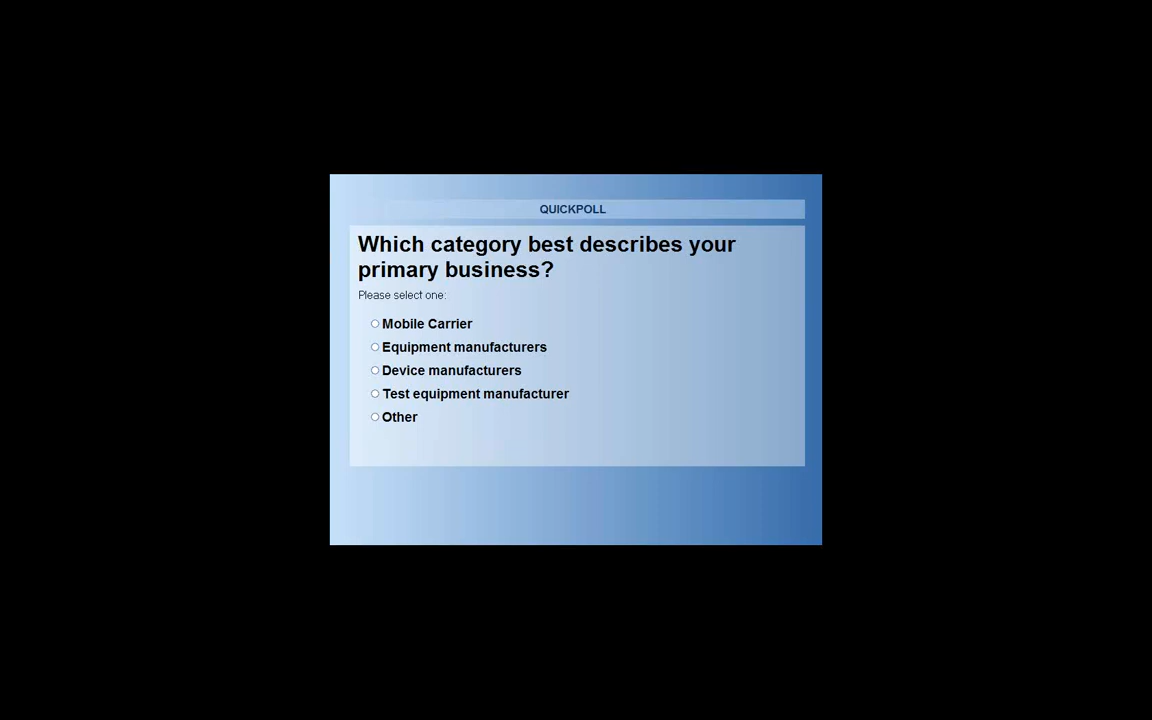 QUICKPOLL
Which category best describes your
primary business?
Please select one:
Mobile Carrier
Equipment manufacturers
Device manufacturers
Test equipment manufacturer
Other